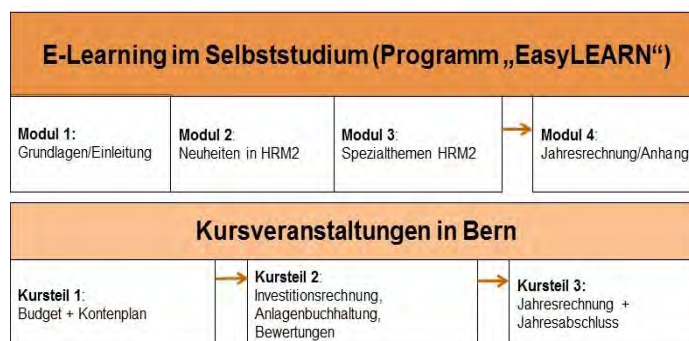 E-Learning im Selbststudium (Programm „EasyLEARN“)
Modul 1:
Grundlagen/Einleitung
Modul 2:
Neuheiten in HRM2
Modul 3:
Spezialthemen HRM2
Modul 4:
Jahresrechnung/Anhang
Kursveranstaltungen in Bern
Kursteil 1:
Budget + Kontenplan
Kursteil 2:
Investitionsrechnung,
Anlagenbuchhaltung,
Bewertungen
Kursteil 3:
Jahresrechnung +
Jahresabschluss